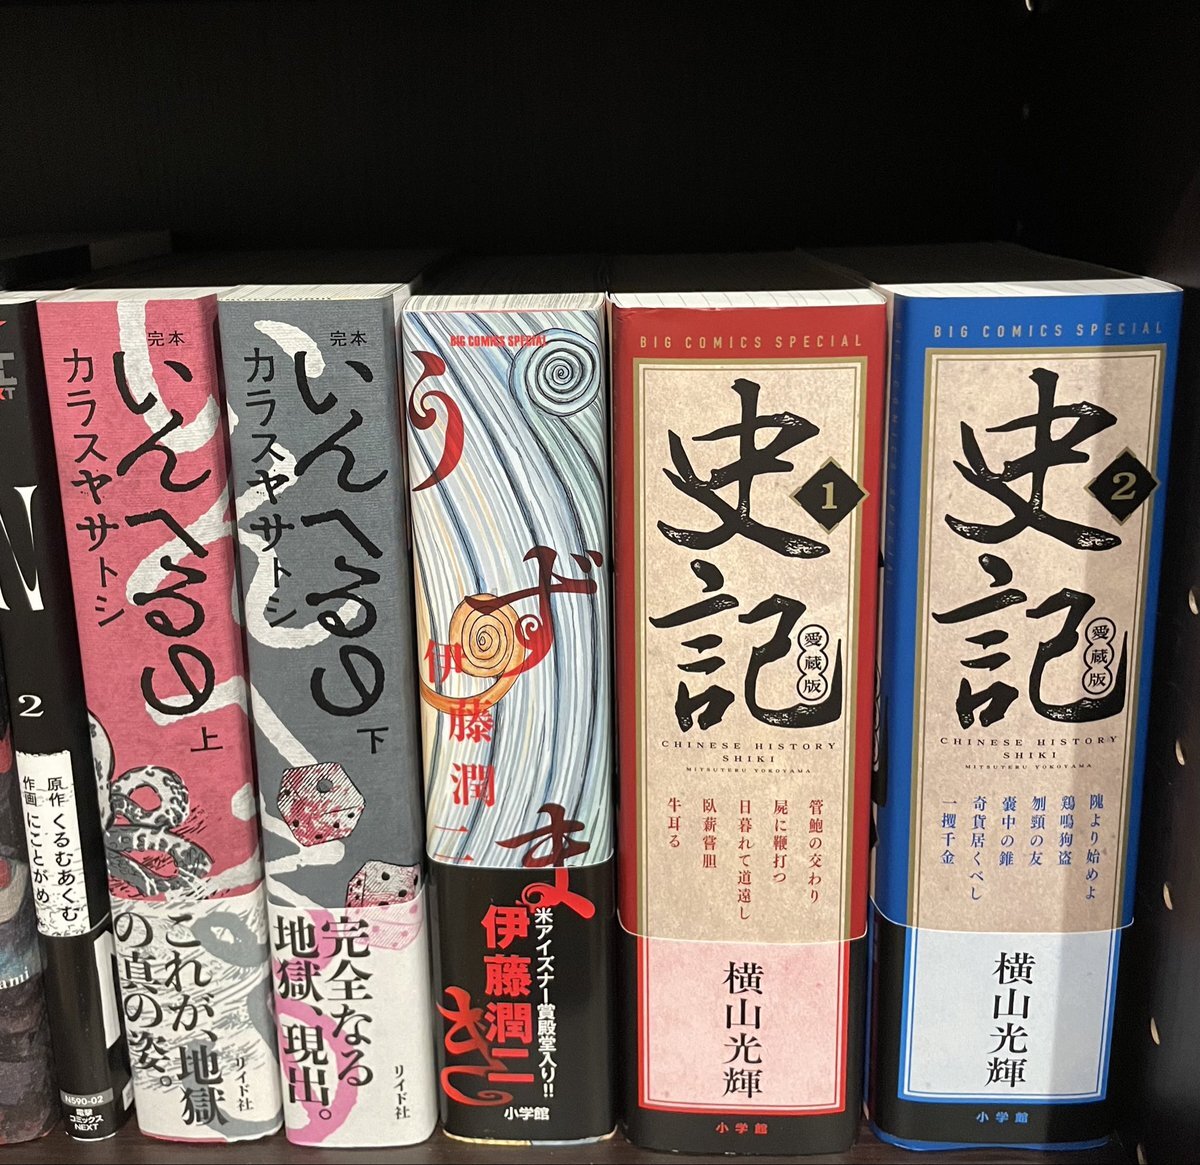 2
原作 くるむあくむ
作画 にことがめ
N590-02
電撃
コミックス
NEXT
完本
いんへるの
カラスヤサトシ
上
これが、地獄
の真の姿。
リイド社
完本
いんへるの
カラスヤサトシ
下
完全なる
地獄、現出。
リイド社
BIG COMICS SPECIAL
うずまき
伊藤潤二
米アイズナー賞殿堂入り!!
伊藤潤二
小学館
BIG COMICS SPECIAL
史記
1
愛蔵版
CHINESE HISTORY
SHIKI
MITSUTERU YOKOYAMA
管鮑の交わり
屍に鞭打つ
日暮れて道遠し
臥薪嘗胆
牛耳る
横山光輝
小学館
BIG COMICS SPECIAL
史記
2
愛蔵版
CHINESE HISTORY
SHIKI
MITSUTERU YOKOYAMA
隗より始めよ
鶏鳴狗盗
刎頸の友
嚢中の錐
奇貨居くべし
一攫千金
横山光輝
小学館